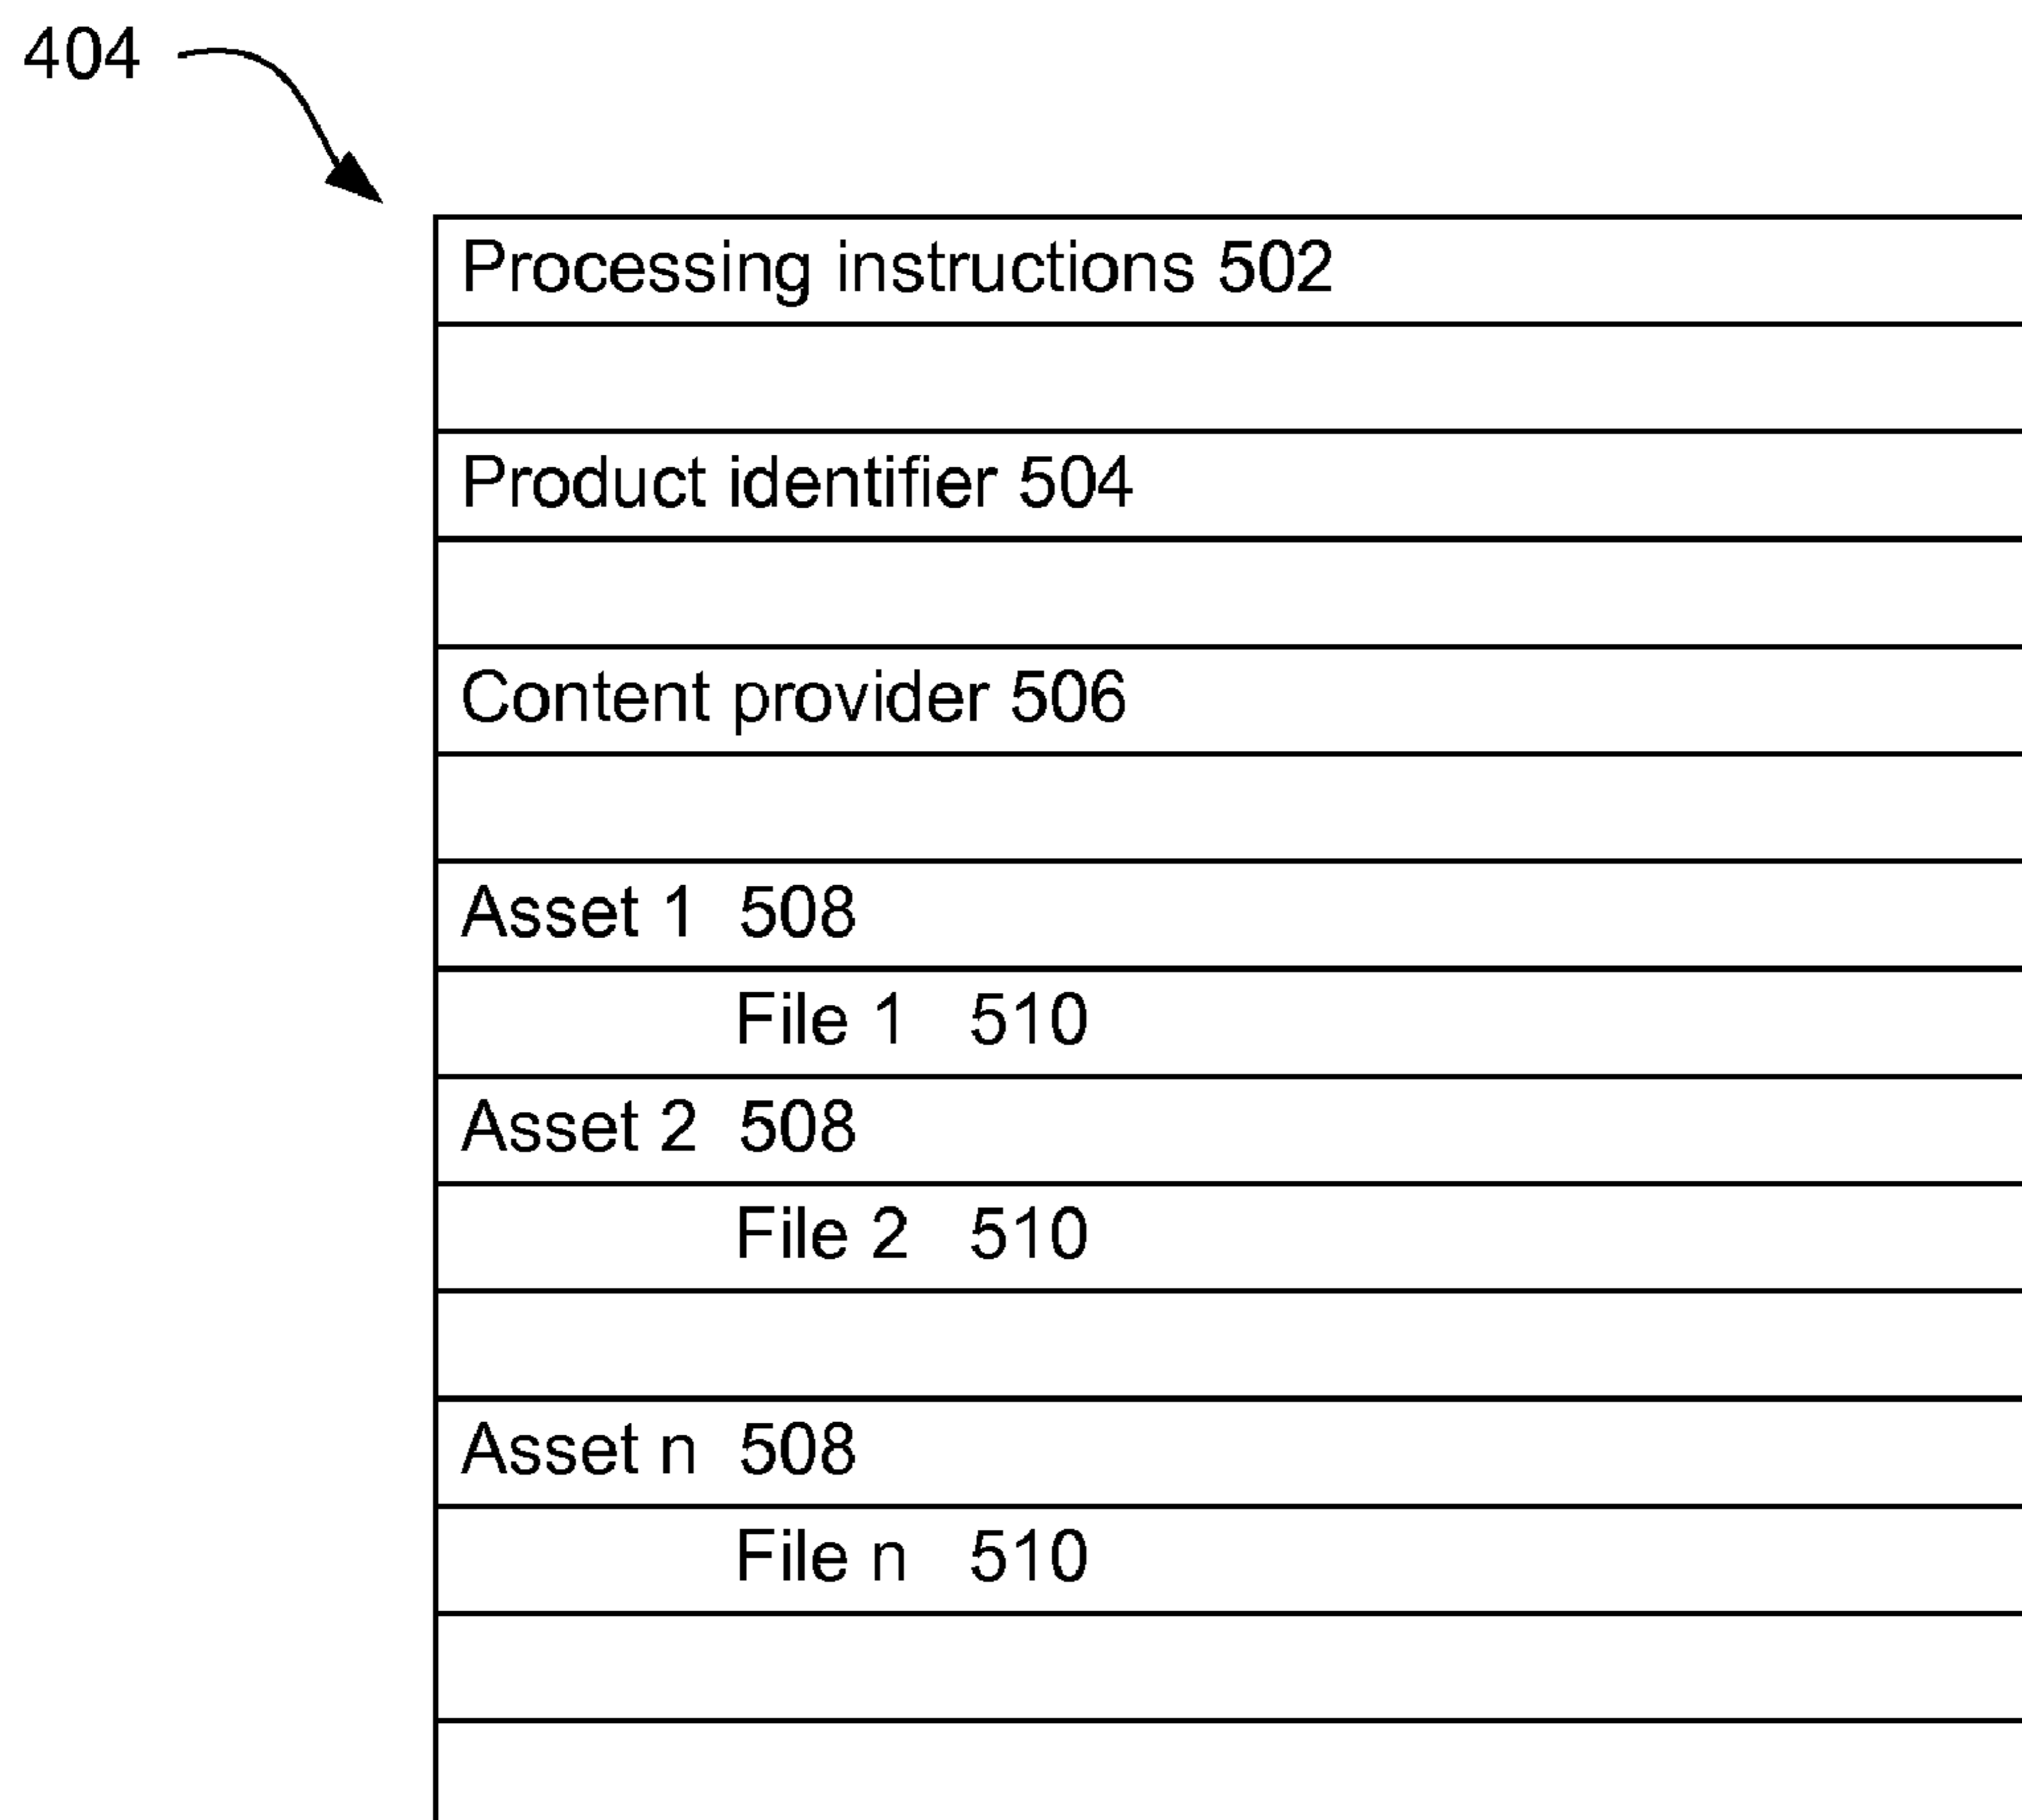 404
Processing instructions 502
Product identifier 504
Content provider 506
Asset 1 508
File 1 510
Asset 2 508
File 2 510
Asset n 508
File n 510